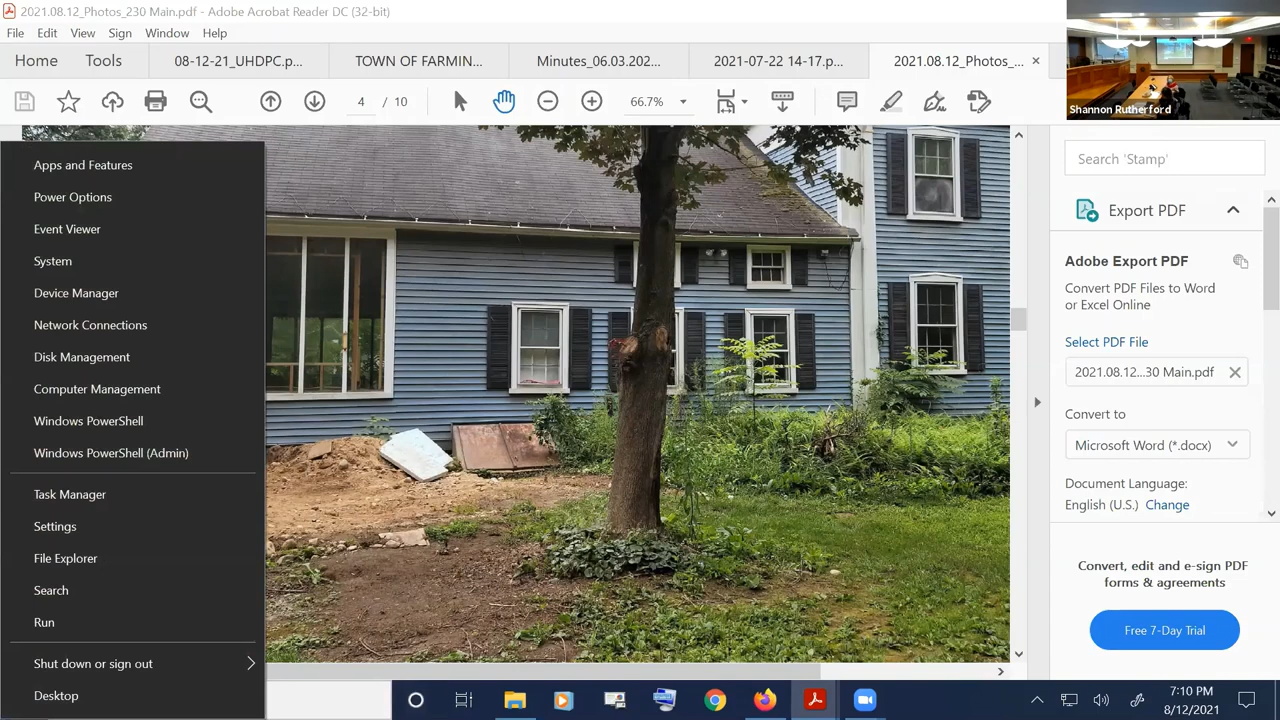 2021.08.12_Photos_230 Main.pdf - Adobe Acrobat Reader DC (32-bit)
File Edit View Sign Window Help
Home Tools 08-12-21_UHDPC.p... TOWN OF FARMIN... Minutes_06.03.202... 2021-07-22 14-17.p... 2021.08.12_Photos_... ×
4 / 10 66.7%
Shannon Rutherford
Search 'Stamp'
Export PDF
Adobe Export PDF
Convert PDF Files to Word
or Excel Online
Select PDF File
2021.08.12...30 Main.pdf
Convert to
Microsoft Word (*.docx)
Document Language:
English (U.S.) Change
Convert, edit and e-sign PDF
forms & agreements
Free 7-Day Trial
Apps and Features
Power Options
Event Viewer
System
Device Manager
Network Connections
Disk Management
Computer Management
Windows PowerShell
Windows PowerShell (Admin)
Task Manager
Settings
File Explorer
Search
Run
Shut down or sign out
Desktop
7:10 PM
8/12/2021